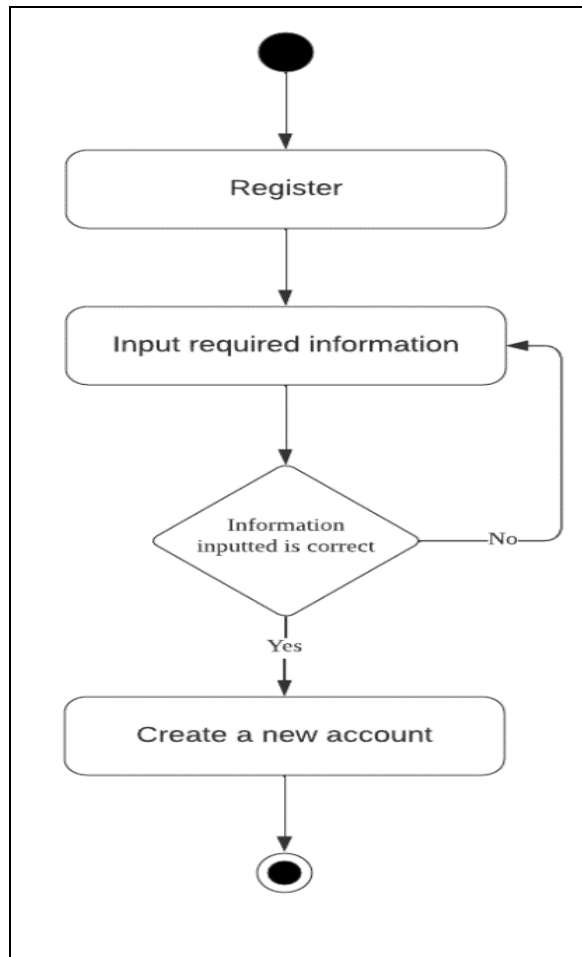 Register
Input required information
Information
inputted is correct
No
Yes
Create a new account